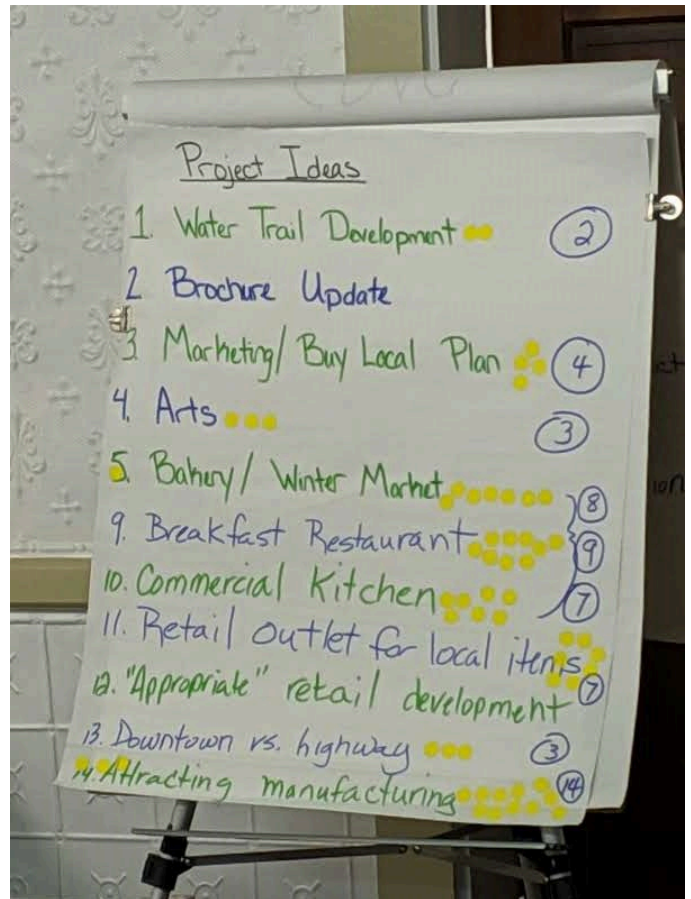 Project Ideas
1. Water Trail Development 2
2 Brochure Update
3. Marketing/ Buy Local Plan 4
4. Arts 3
5. Bakery/ Winter Market 8
9. Breakfast Restaurant 9
10. Commercial Kitchen 7
11. Retail outlet for local items
12. "Appropriate" retail development 7
13. Downtown vs. highway 3
14. Attracting manufacturing 14